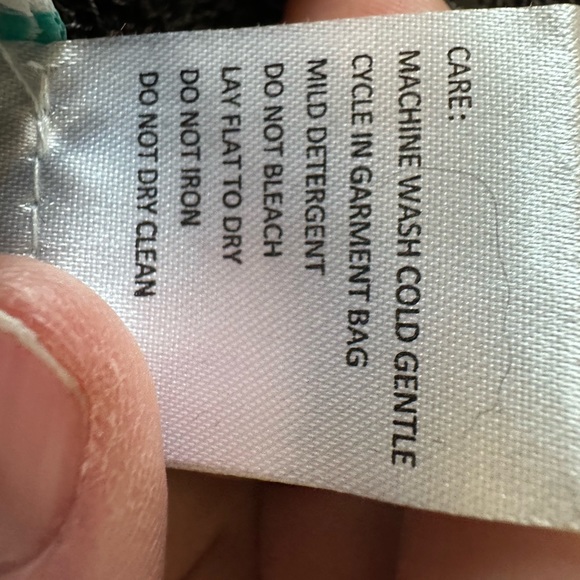 CARE:
MACHINE WASH COLD GENTLE
CYCLE IN GARMENT BAG
MILD DETERGENT
DO NOT BLEACH
LAY FLAT TO DRY
DO NOT IRON
DO NOT DRY CLEAN